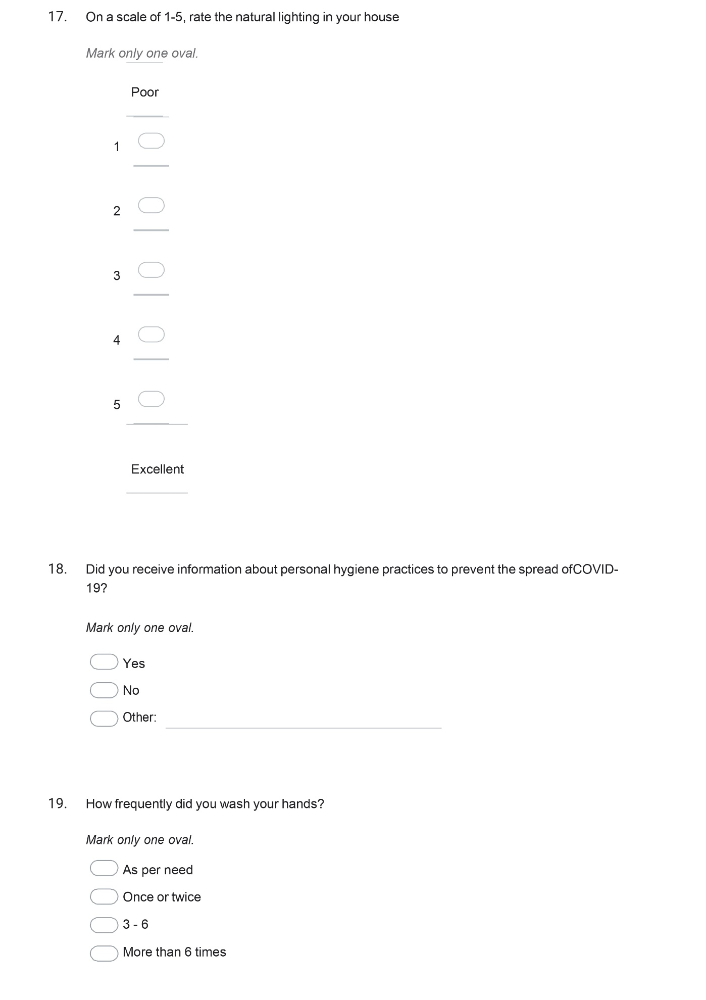 17. On a scale of 1-5, rate the natural lighting in your house
Mark only one oval.
Poor
1
2
3
4
5
Excellent
18. Did you receive information about personal hygiene practices to prevent the spread ofCOVID-
19?
Mark only one oval.
Yes
No
Other:
19. How frequently did you wash your hands?
Mark only one oval.
As per need
Once or twice
3 - 6
More than 6 times